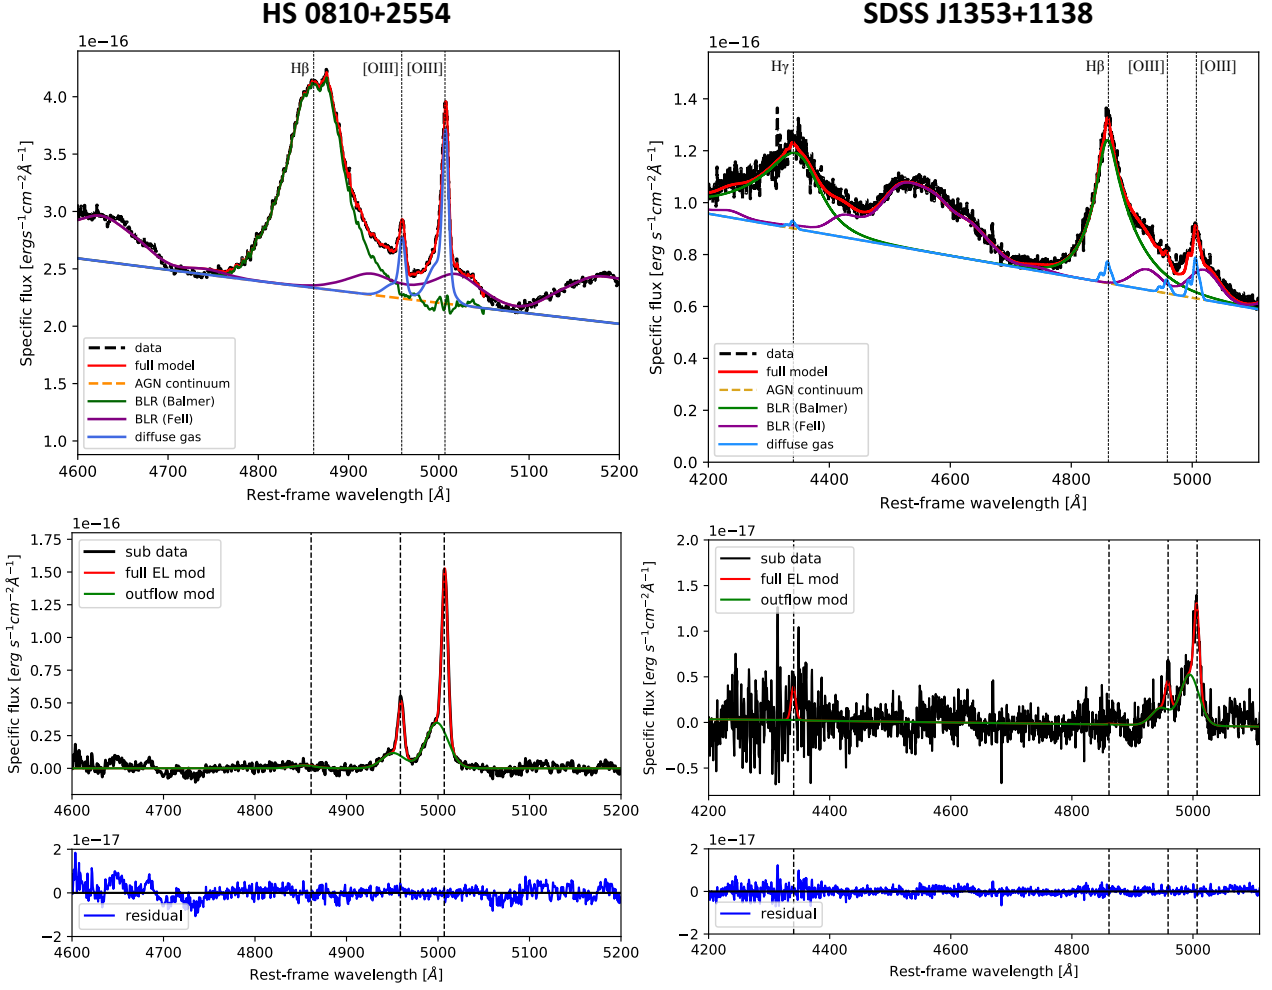 HS 0810+2554
SDSS J1353+1138
1e−16
Hβ
[OIII]
[OIII]
4.0
3.5
3.0
2.5
2.0
1.5
1.0
Specific flux [ergs⁻¹cm⁻²Å⁻¹]
data
full model
AGN continuum
BLR (Balmer)
BLR (FeII)
diffuse gas
4600
4700
4800
4900
5000
5100
5200
Rest-frame wavelength [Å]
1e−16
Hγ
Hβ
[OIII]
[OIII]
1.4
1.2
1.0
0.8
0.6
0.4
0.2
0.0
Specific flux [erg s⁻¹cm⁻²Å⁻¹]
data
full model
AGN continuum
BLR (Balmer)
BLR (FeII)
diffuse gas
4200
4400
4600
4800
5000
Rest-frame wavelength [Å]
1e−16
1.75
1.50
1.25
1.00
0.75
0.50
0.25
0.00
Specific flux [erg s⁻¹cm⁻²Å⁻¹]
sub data
full EL mod
outflow mod
4600
4700
4800
4900
5000
5100
5200
1e−17
2.0
1.5
1.0
0.5
0.0
−0.5
Specific flux [erg s⁻¹cm⁻²Å⁻¹]
sub data
full EL mod
outflow mod
4200
4400
4600
4800
5000
1e−17
2
0
−2
residual
4600
4700
4800
4900
5000
5100
5200
Rest-frame wavelength [Å]
1e−17
2
0
−2
residual
4200
4400
4600
4800
5000
Rest-frame wavelength [Å]